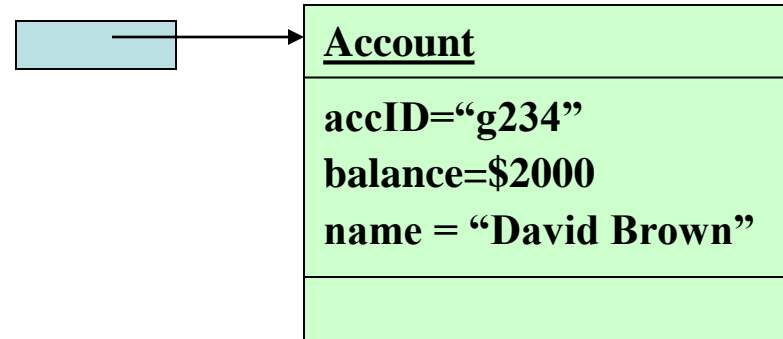 Account
accID=“g234”
balance=$2000
name = “David Brown”